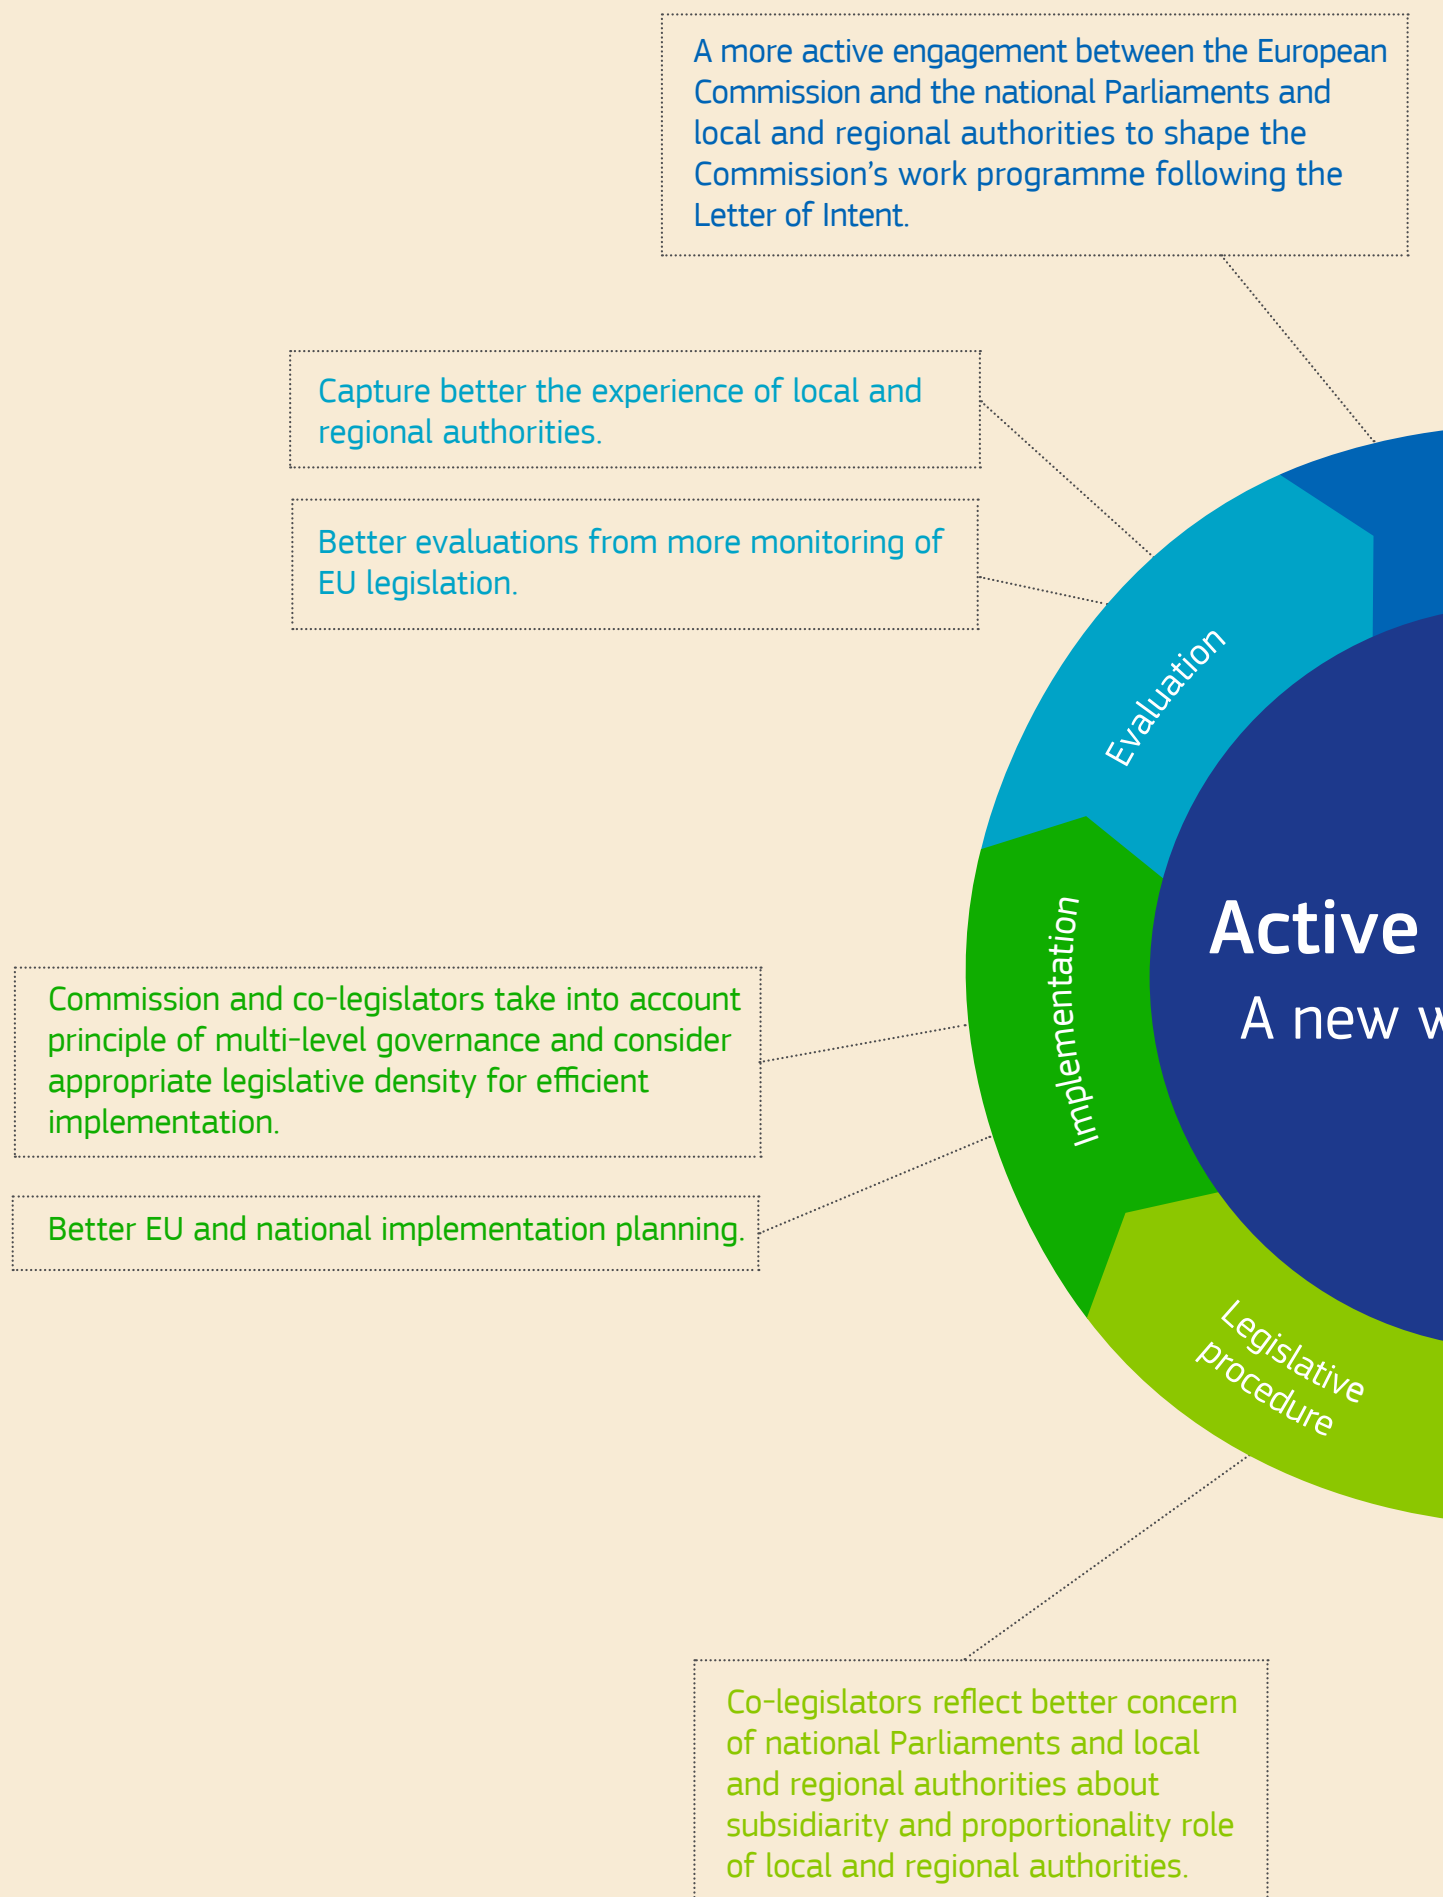 A more active engagement between the European
Commission and the national Parliaments and
local and regional authorities to shape the
Commission’s work programme following the
Letter of Intent.
Capture better the experience of local and
regional authorities.
Better evaluations from more monitoring of
EU legislation.
Evaluation
Active
A new w
Implementation
Commission and co-legislators take into account
principle of multi-level governance and consider
appropriate legislative density for efficient
implementation.
Better EU and national implementation planning.
Legislative
procedure
Co-legislators reflect better concern
of national Parliaments and local
and regional authorities about
subsidiarity and proportionality role
of local and regional authorities.